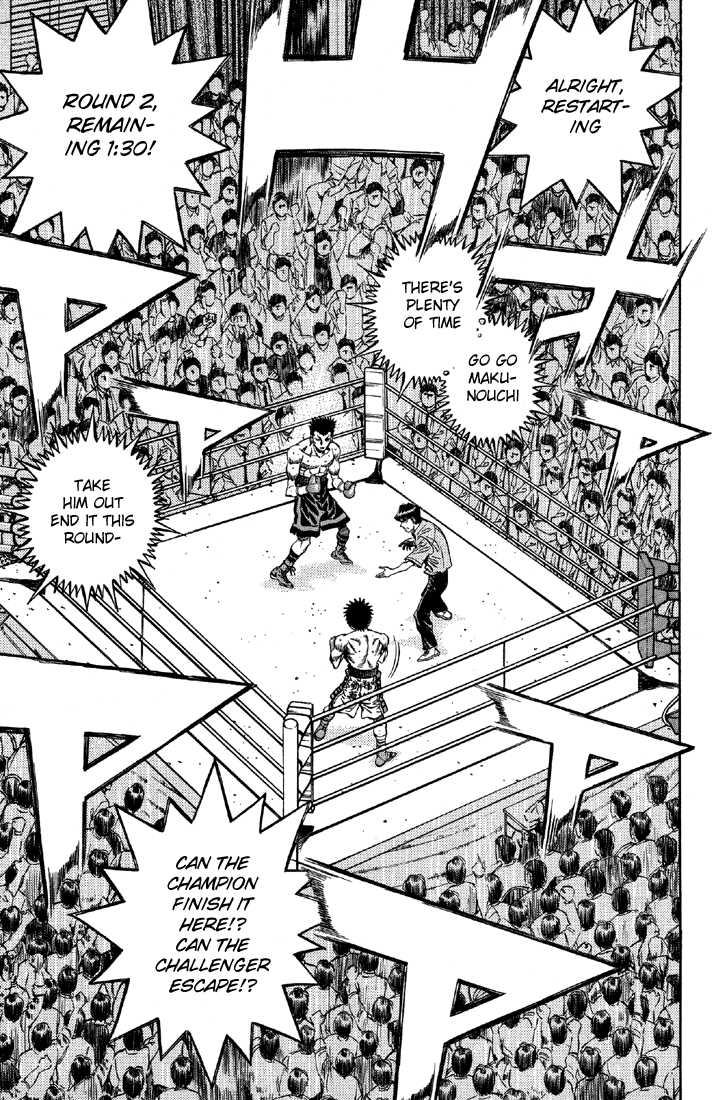 ALRIGHT,
RESTART-
ING
ROUND 2,
REMAIN-
ING 1:30!
THERE'S
PLENTY
OF TIME
GO GO
MAKU-
NOUCHI
TAKE
HIM OUT
END IT THIS
ROUND-
CAN THE
CHAMPION
FINISH IT
HERE!?
CAN THE
CHALLENGER
ESCAPE!?